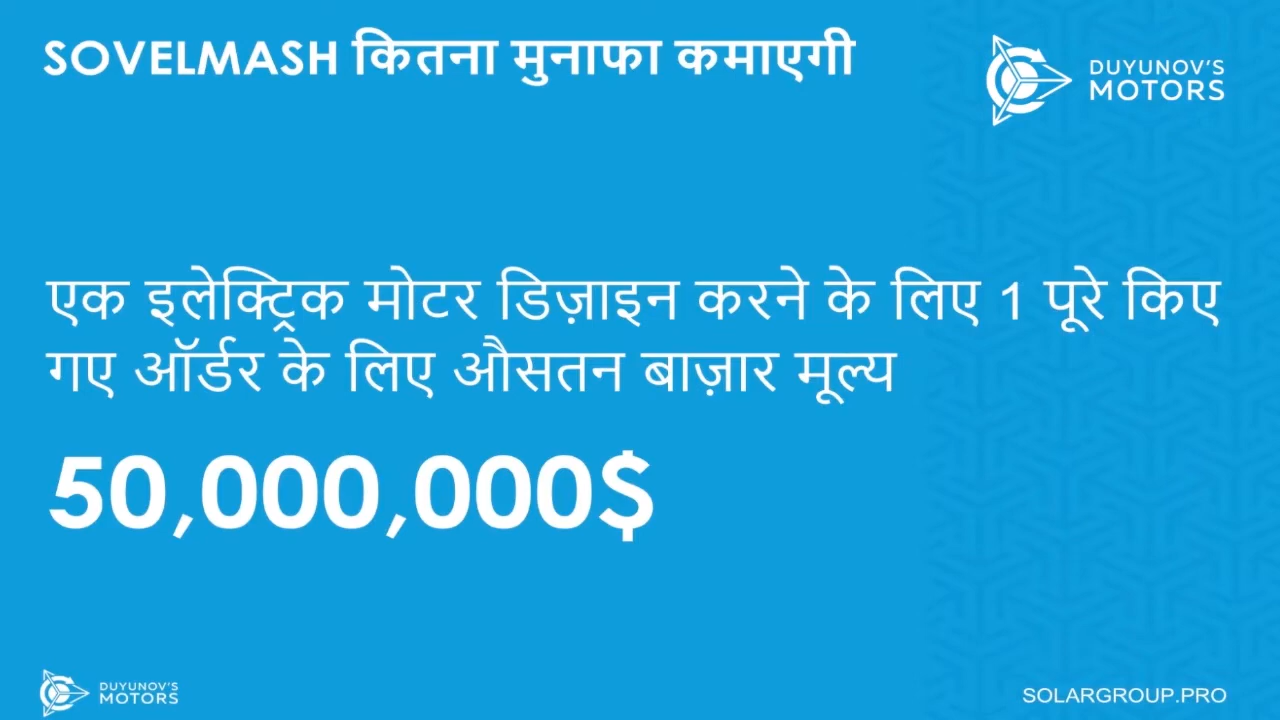 SOVELMASH कितना मुनाफा कमाएगी
DUYUNOV'S
MOTORS
एक इलेक्ट्रिक मोटर डिज़ाइन करने के लिए 1 पूरे किए
गए ऑर्डर के लिए औसतन बाज़ार मूल्य
50,000,000$
DUYUNOV'S
MOTORS
SOLARGROUP.PRO